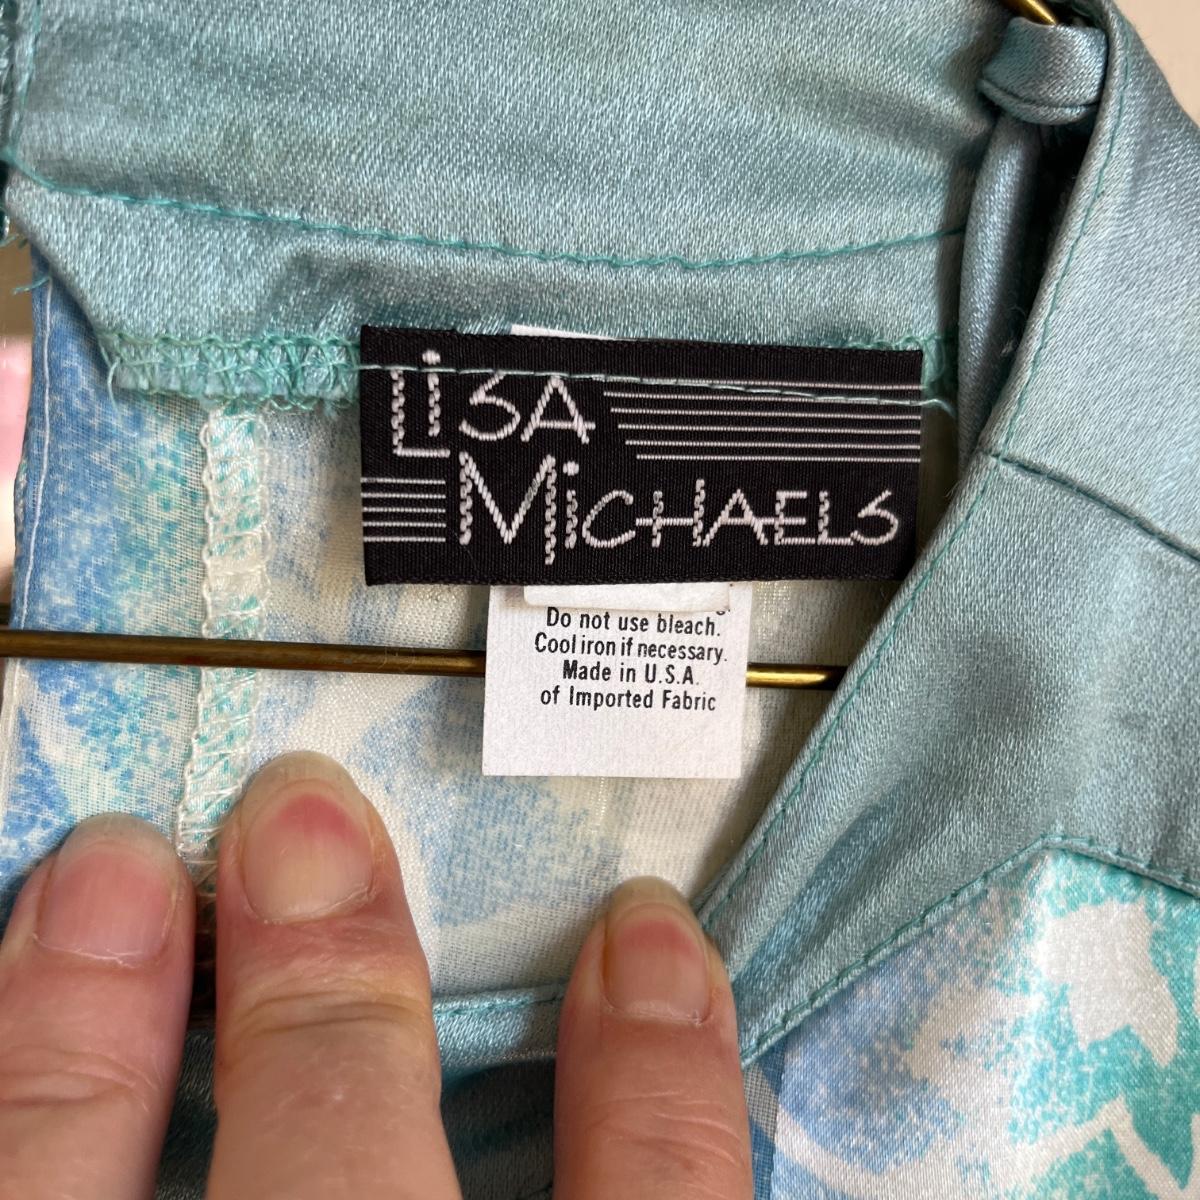 LiSA
MiCHAELS
Do not use bleach.
Cool iron if necessary.
Made in U.S.A.
of Imported Fabric